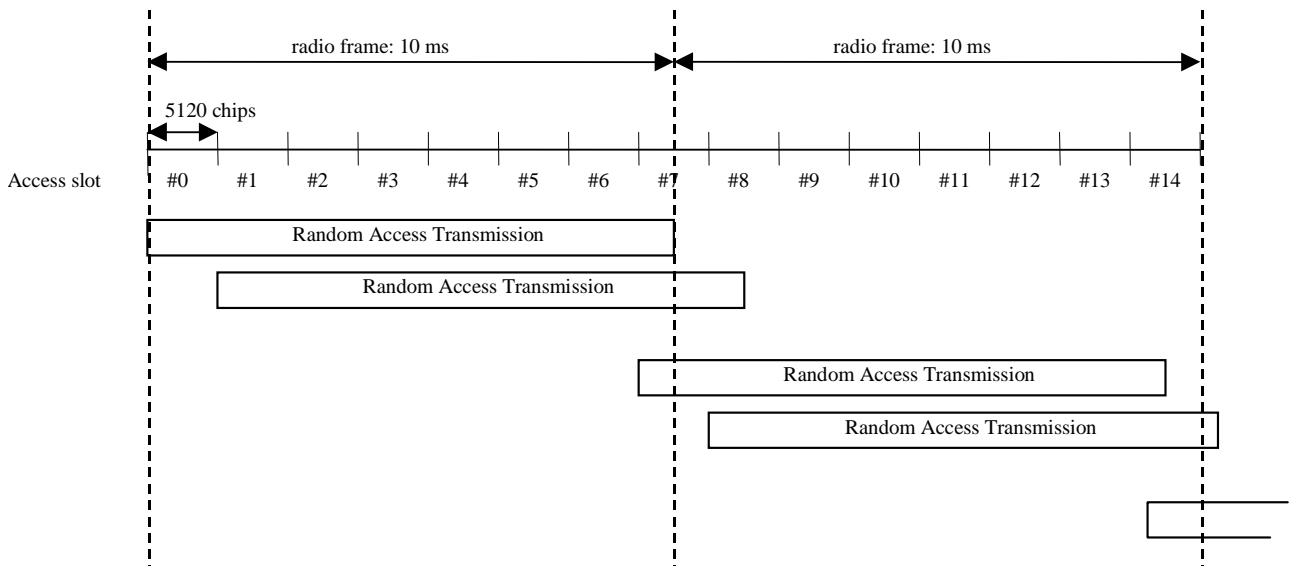 radio frame: 10 ms radio frame: 10 ms
5120 chips
Access slot #0 #1 #2 #3 #4 #5 #6 #7 #8 #9 #10 #11 #12 #13 #14
Random Access Transmission
Random Access Transmission
Random Access Transmission
Random Access Transmission